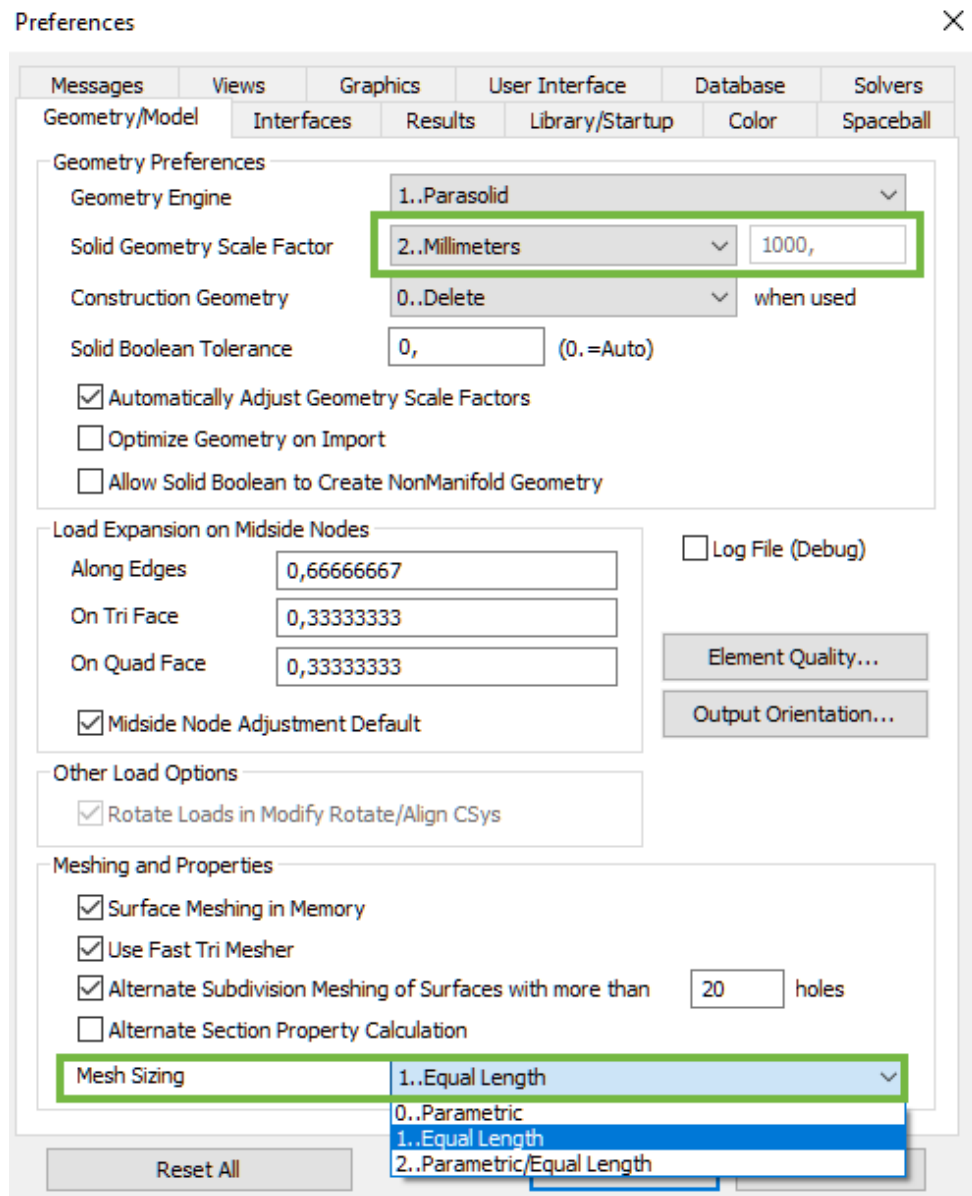 Preferences
Messages Views Graphics User Interface Database Solvers
Geometry/Model Interfaces Results Library/Startup Color Spaceball
Geometry Preferences
Geometry Engine 1..Parasolid
Solid Geometry Scale Factor 2..Millimeters 1000,
Construction Geometry 0..Delete when used
Solid Boolean Tolerance 0, (0.=Auto)
Automatically Adjust Geometry Scale Factors
Optimize Geometry on Import
Allow Solid Boolean to Create NonManifold Geometry
Load Expansion on Midside Nodes
Log File (Debug)
Along Edges 0,66666667
On Tri Face 0,33333333
On Quad Face 0,33333333
Element Quality...
Output Orientation...
Midside Node Adjustment Default
Other Load Options
Rotate Loads in Modify Rotate/Align CSys
Meshing and Properties
Surface Meshing in Memory
Use Fast Tri Mesher
Alternate Subdivision Meshing of Surfaces with more than 20 holes
Alternate Section Property Calculation
Mesh Sizing 1..Equal Length
0..Parametric
1..Equal Length
2..Parametric/Equal Length
Reset All